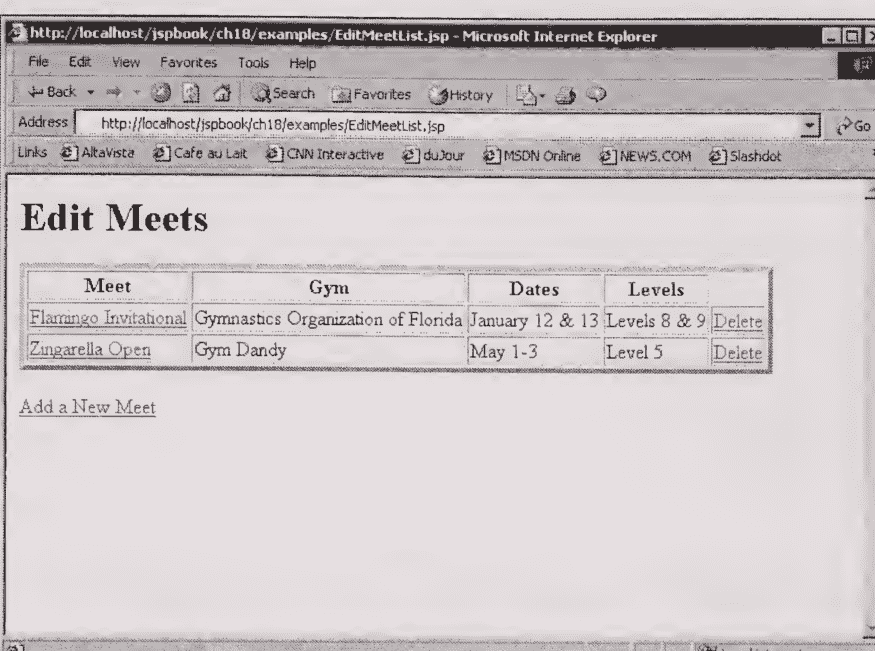 http://localhost/jspbook/ch18/examples/EditMeetList.jsp - Microsoft Internet Explorer
File Edit View Favorites Tools Help
Back Search Favorites History
Address http://localhost/jspbook/ch18/examples/EditMeetList.jsp Go
Links AltaVista Cafe au Lait CNN Interactive duJour MSDN Online NEWS.COM Slashdot
Edit Meets
Meet Gym Dates Levels
Flamingo Invitational Gymnastics Organization of Florida January 12 & 13 Levels 8 & 9 Delete
Zingarella Open Gym Dandy May 1-3 Level 5 Delete
Add a New Meet